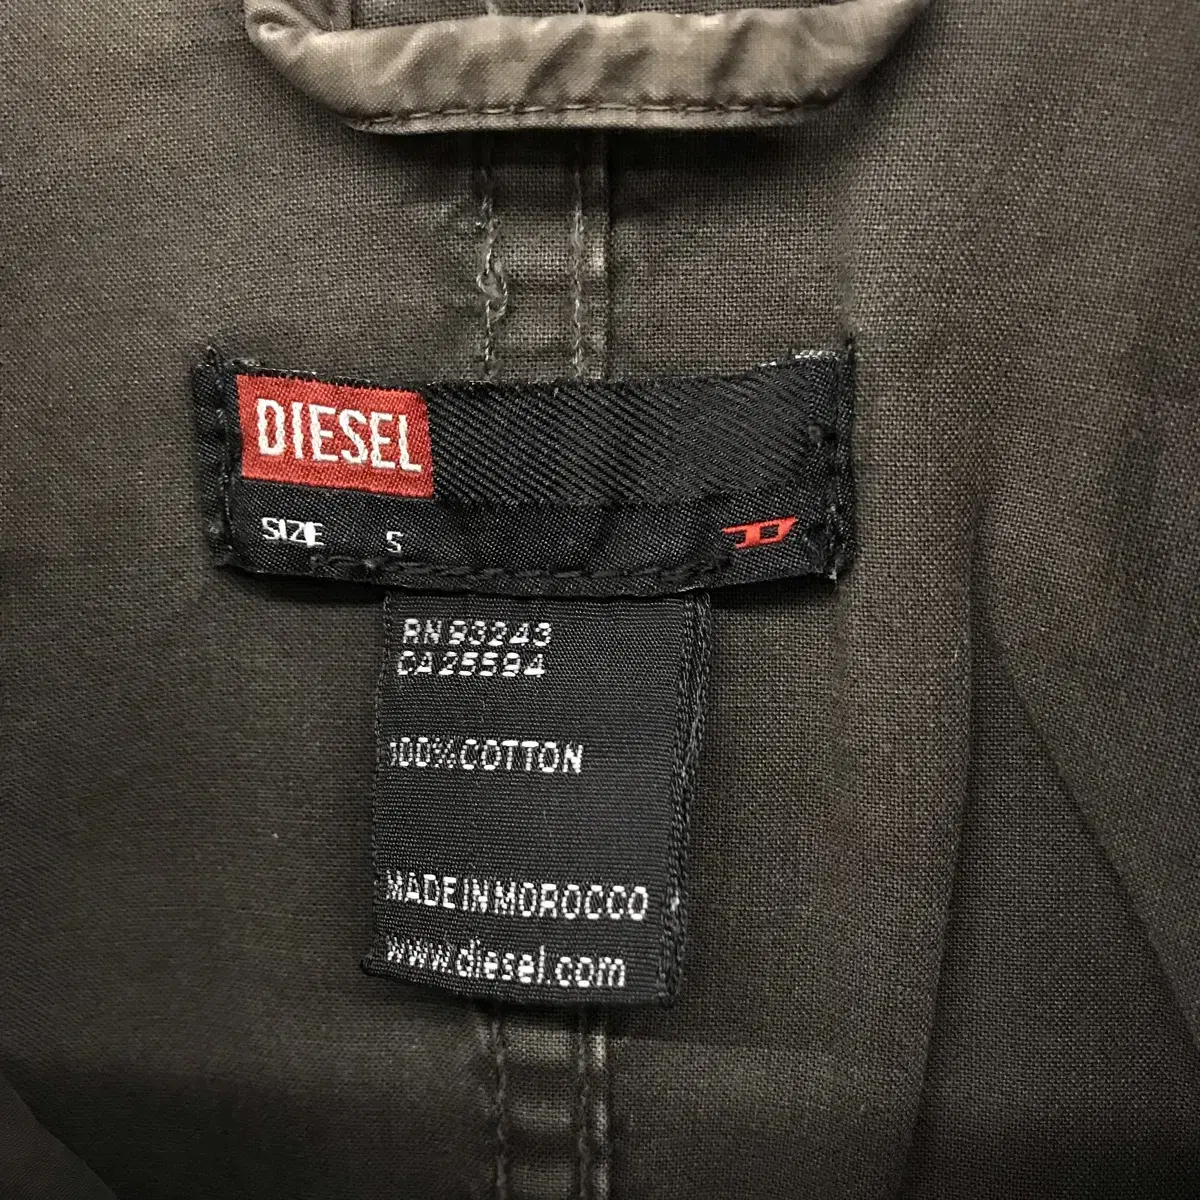 DIESEL
SIZE S
D
RN 93243
CA 25594
100% COTTON
MADE IN MOROCCO
www.diesel.com